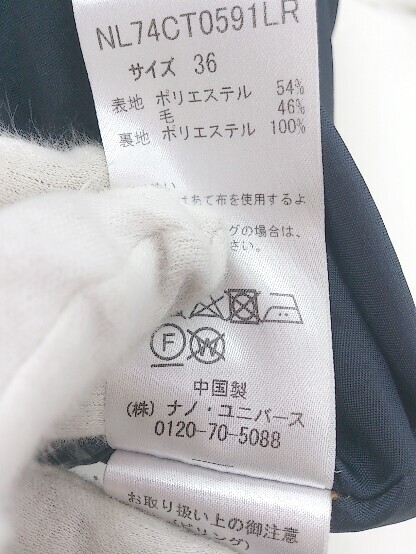 NL74CT0591LR
サイズ 36
表地 ポリエステル 54%
毛 46%
裏地 ポリエステル 100%
はあて布を使用するよ
グの場合は、
さい。
F
W
中国製
(株) ナノ・ユニバース
0120-70-5088
お取り扱い上の御注意